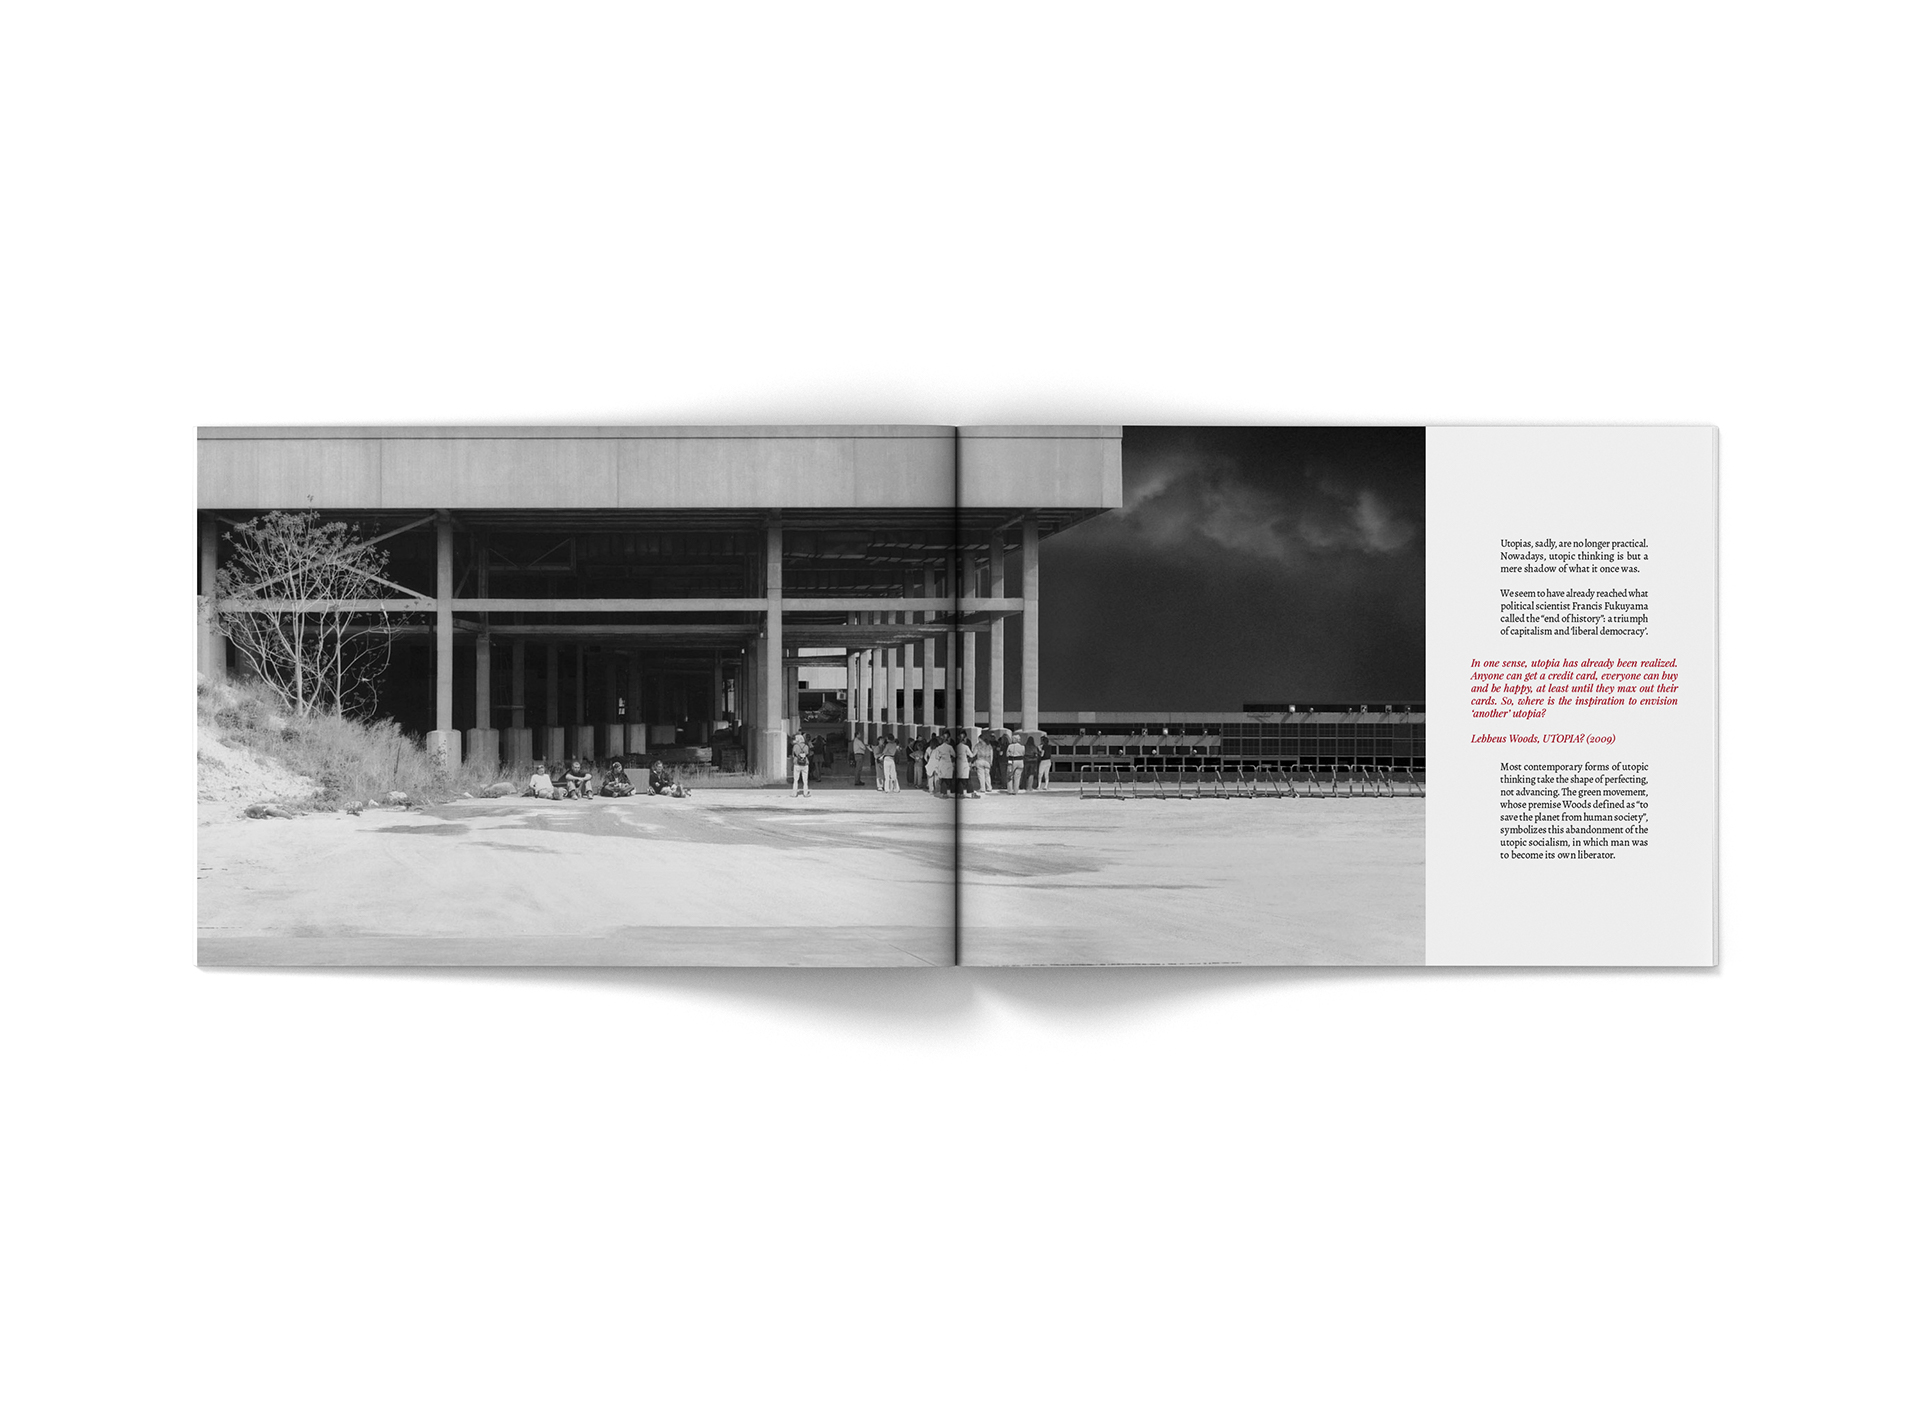 Utopias, sadly, are no longer practical.
Nowadays, utopic thinking is but a
mere shadow of what it once was.
We seem to have already reached what
political scientist Francis Fukuyama
called the “end of history”: a triumph
of capitalism and ‘liberal democracy’.
In one sense, utopia has already been realized.
Anyone can get a credit card, everyone can buy
and be happy, at least until they max out their
cards. So, where is the inspiration to envision
‘another’ utopia?
Lebbeus Woods, UTOPIA? (2009)
Most contemporary forms of utopic
thinking take the shape of perfecting,
not advancing. The green movement,
whose premise Woods defined as “to
save the planet from human society”,
symbolizes this abandonment of the
utopic socialism, in which man was
to become its own liberator.